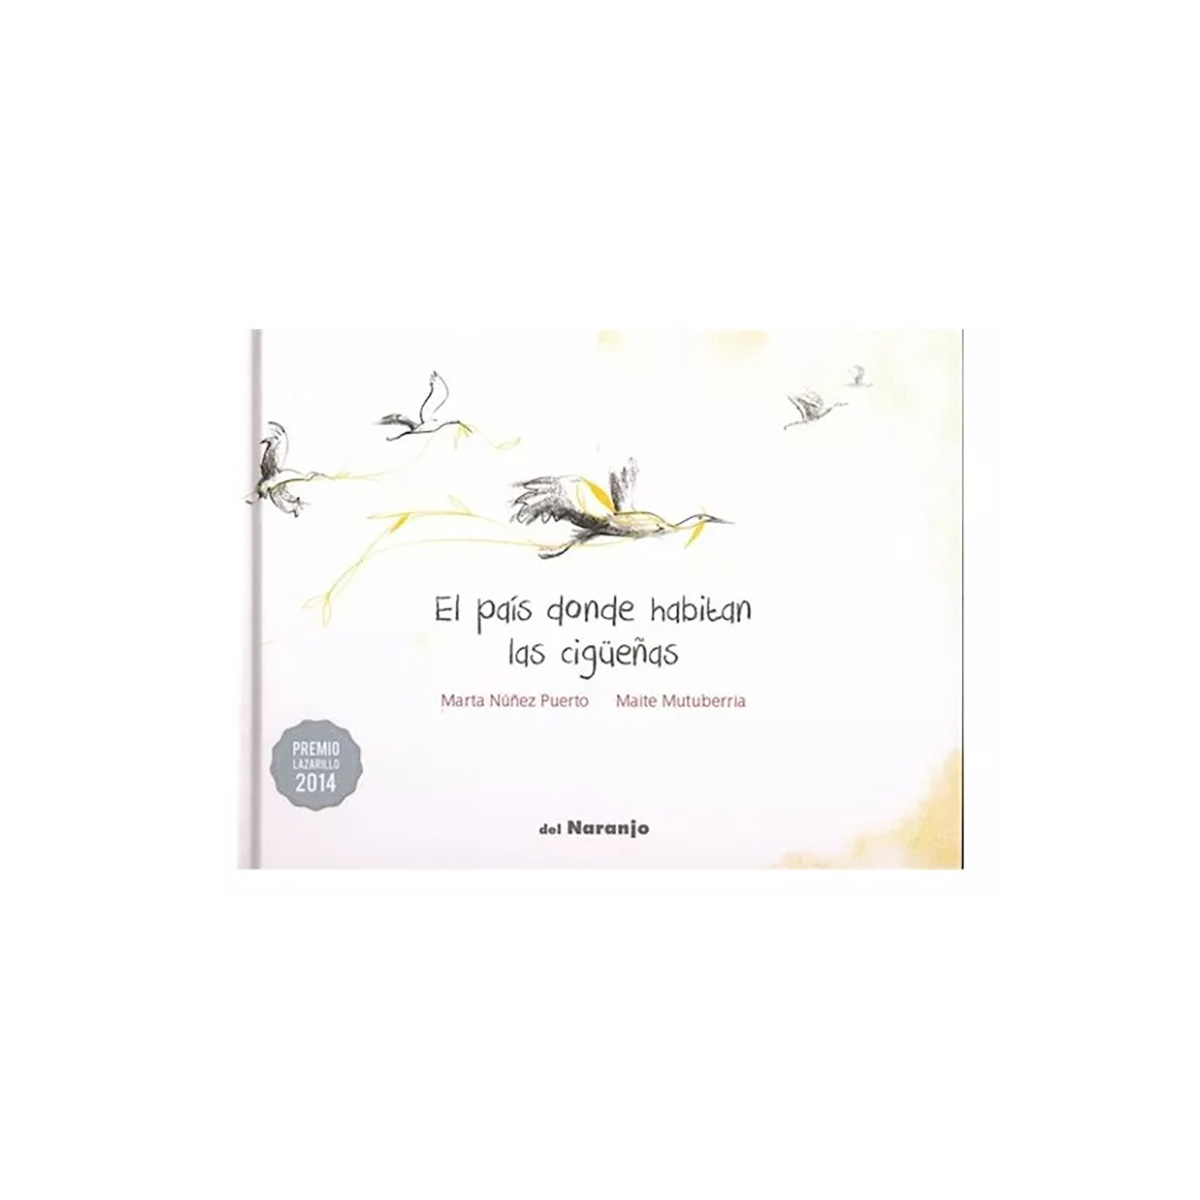 El país donde habitan
las cigüeñas
Marta Núñez Puerto Maite Mutuberria
PREMIO
LAZARILLO
2014
del Naranjo